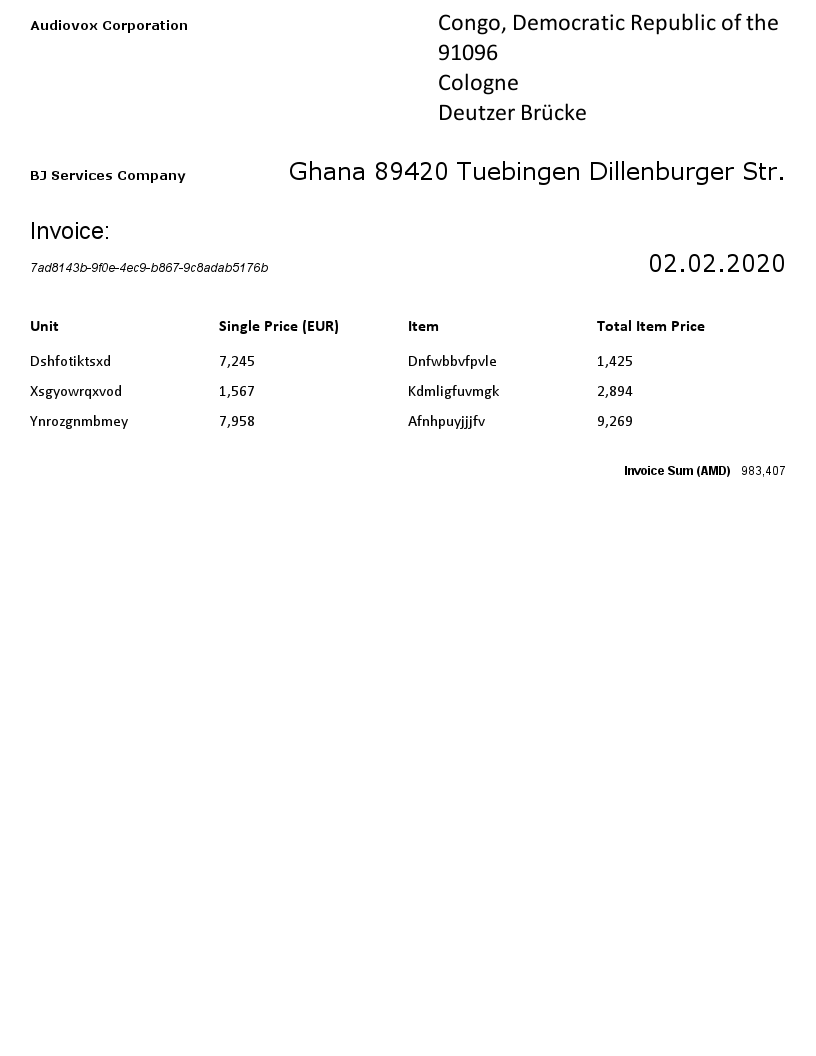 Audiovox Corporation
Congo, Democratic Republic of the
91096
Cologne
Deutzer Brücke
BJ Services Company Ghana 89420 Tuebingen Dillenburger Str.
Invoice:
7ad8143b-9f0e-4ec9-b867-9c8adab5176b 02.02.2020
Unit Single Price (EUR) Item Total Item Price
Dshfotiktsxd 7,245 Dnfwbbvfpvle 1,425
Xsgyowrqxvod 1,567 Kdmligfuvmgk 2,894
Ynrozgnmbmey 7,958 Afnhpuyjjjfv 9,269
Invoice Sum (AMD) 983,407